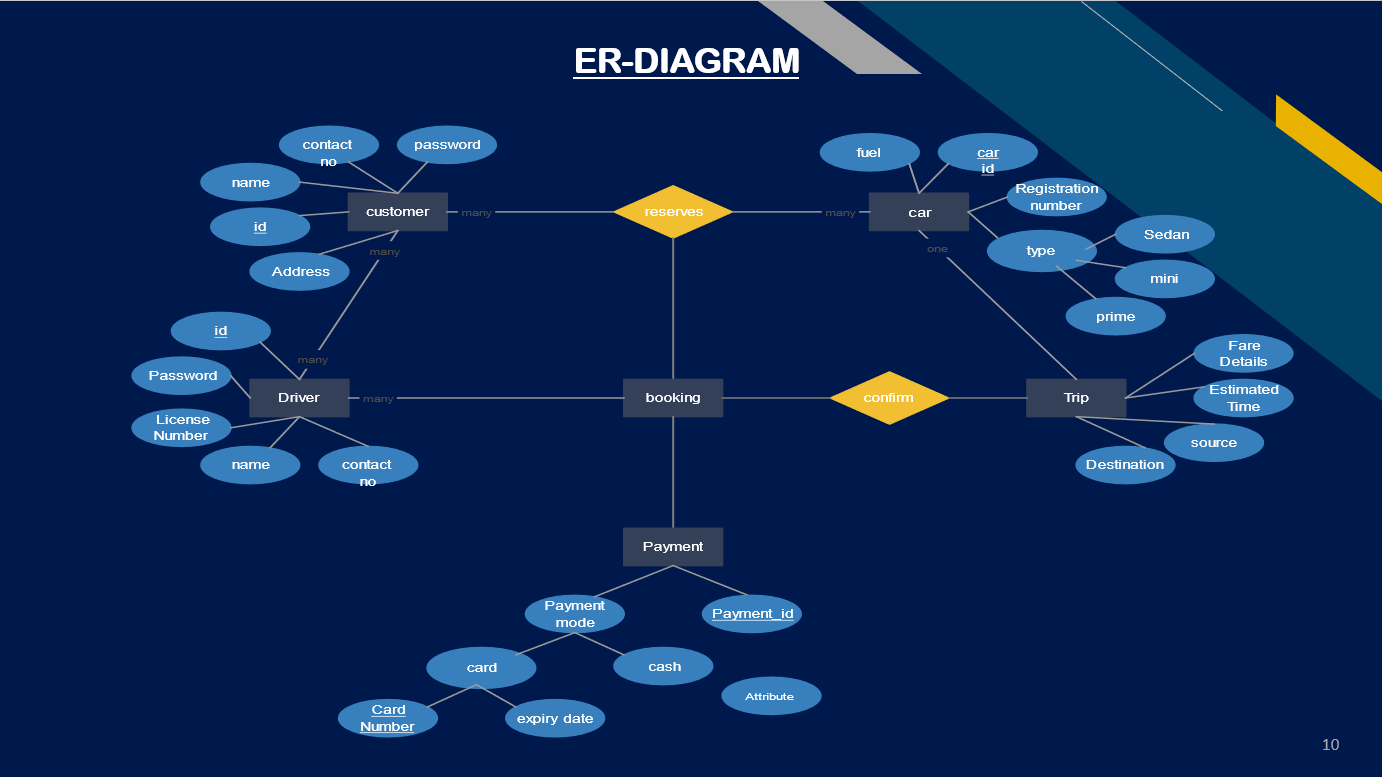 ER-DIAGRAM
contact
no
password
name
customer
id
Address
many
many
reserves
many
fuel
car
id
car
Registration
number
one
type
Sedan
mini
prime
id
Password
many
Driver
many
License
Number
name
contact
no
booking
confirm
Trip
Fare
Details
Estimated
Time
source
Destination
Payment
Payment
mode
Payment_id
card
cash
Attribute
Card
Number
expiry date
10